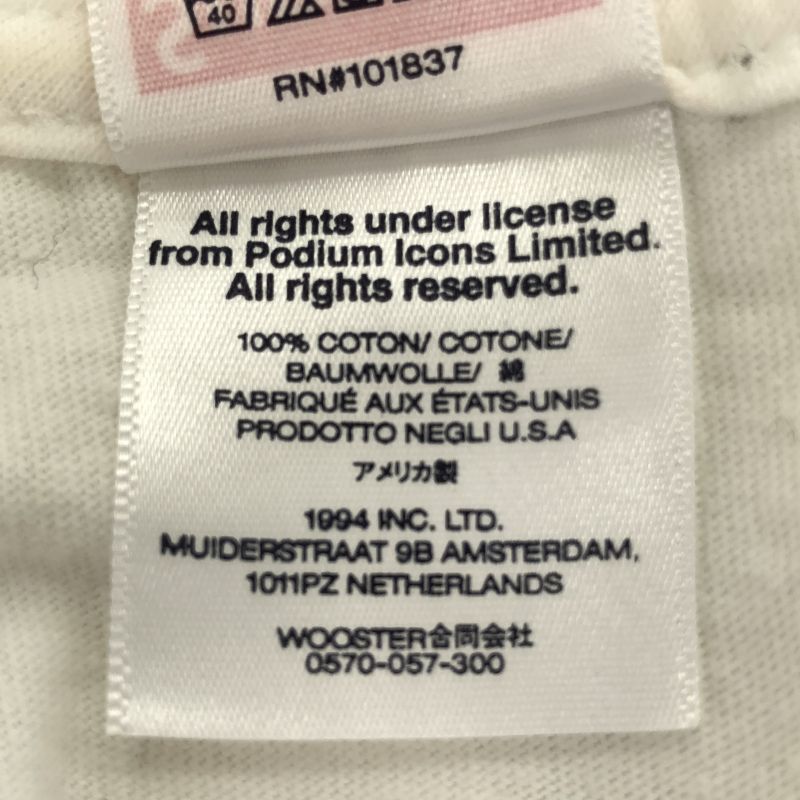 40
RN#101837
All rights under license
from Podium Icons Limited.
All rights reserved.
100% COTON/ COTONE/
BAUMWOLLE/ 綿
FABRIQUÉ AUX ÉTATS-UNIS
PRODOTTO NEGLI U.S.A
アメリカ製
1994 INC. LTD.
MUIDERSTRAAT 9B AMSTERDAM,
1011PZ NETHERLANDS
WOOSTER合同会社
0570-057-300